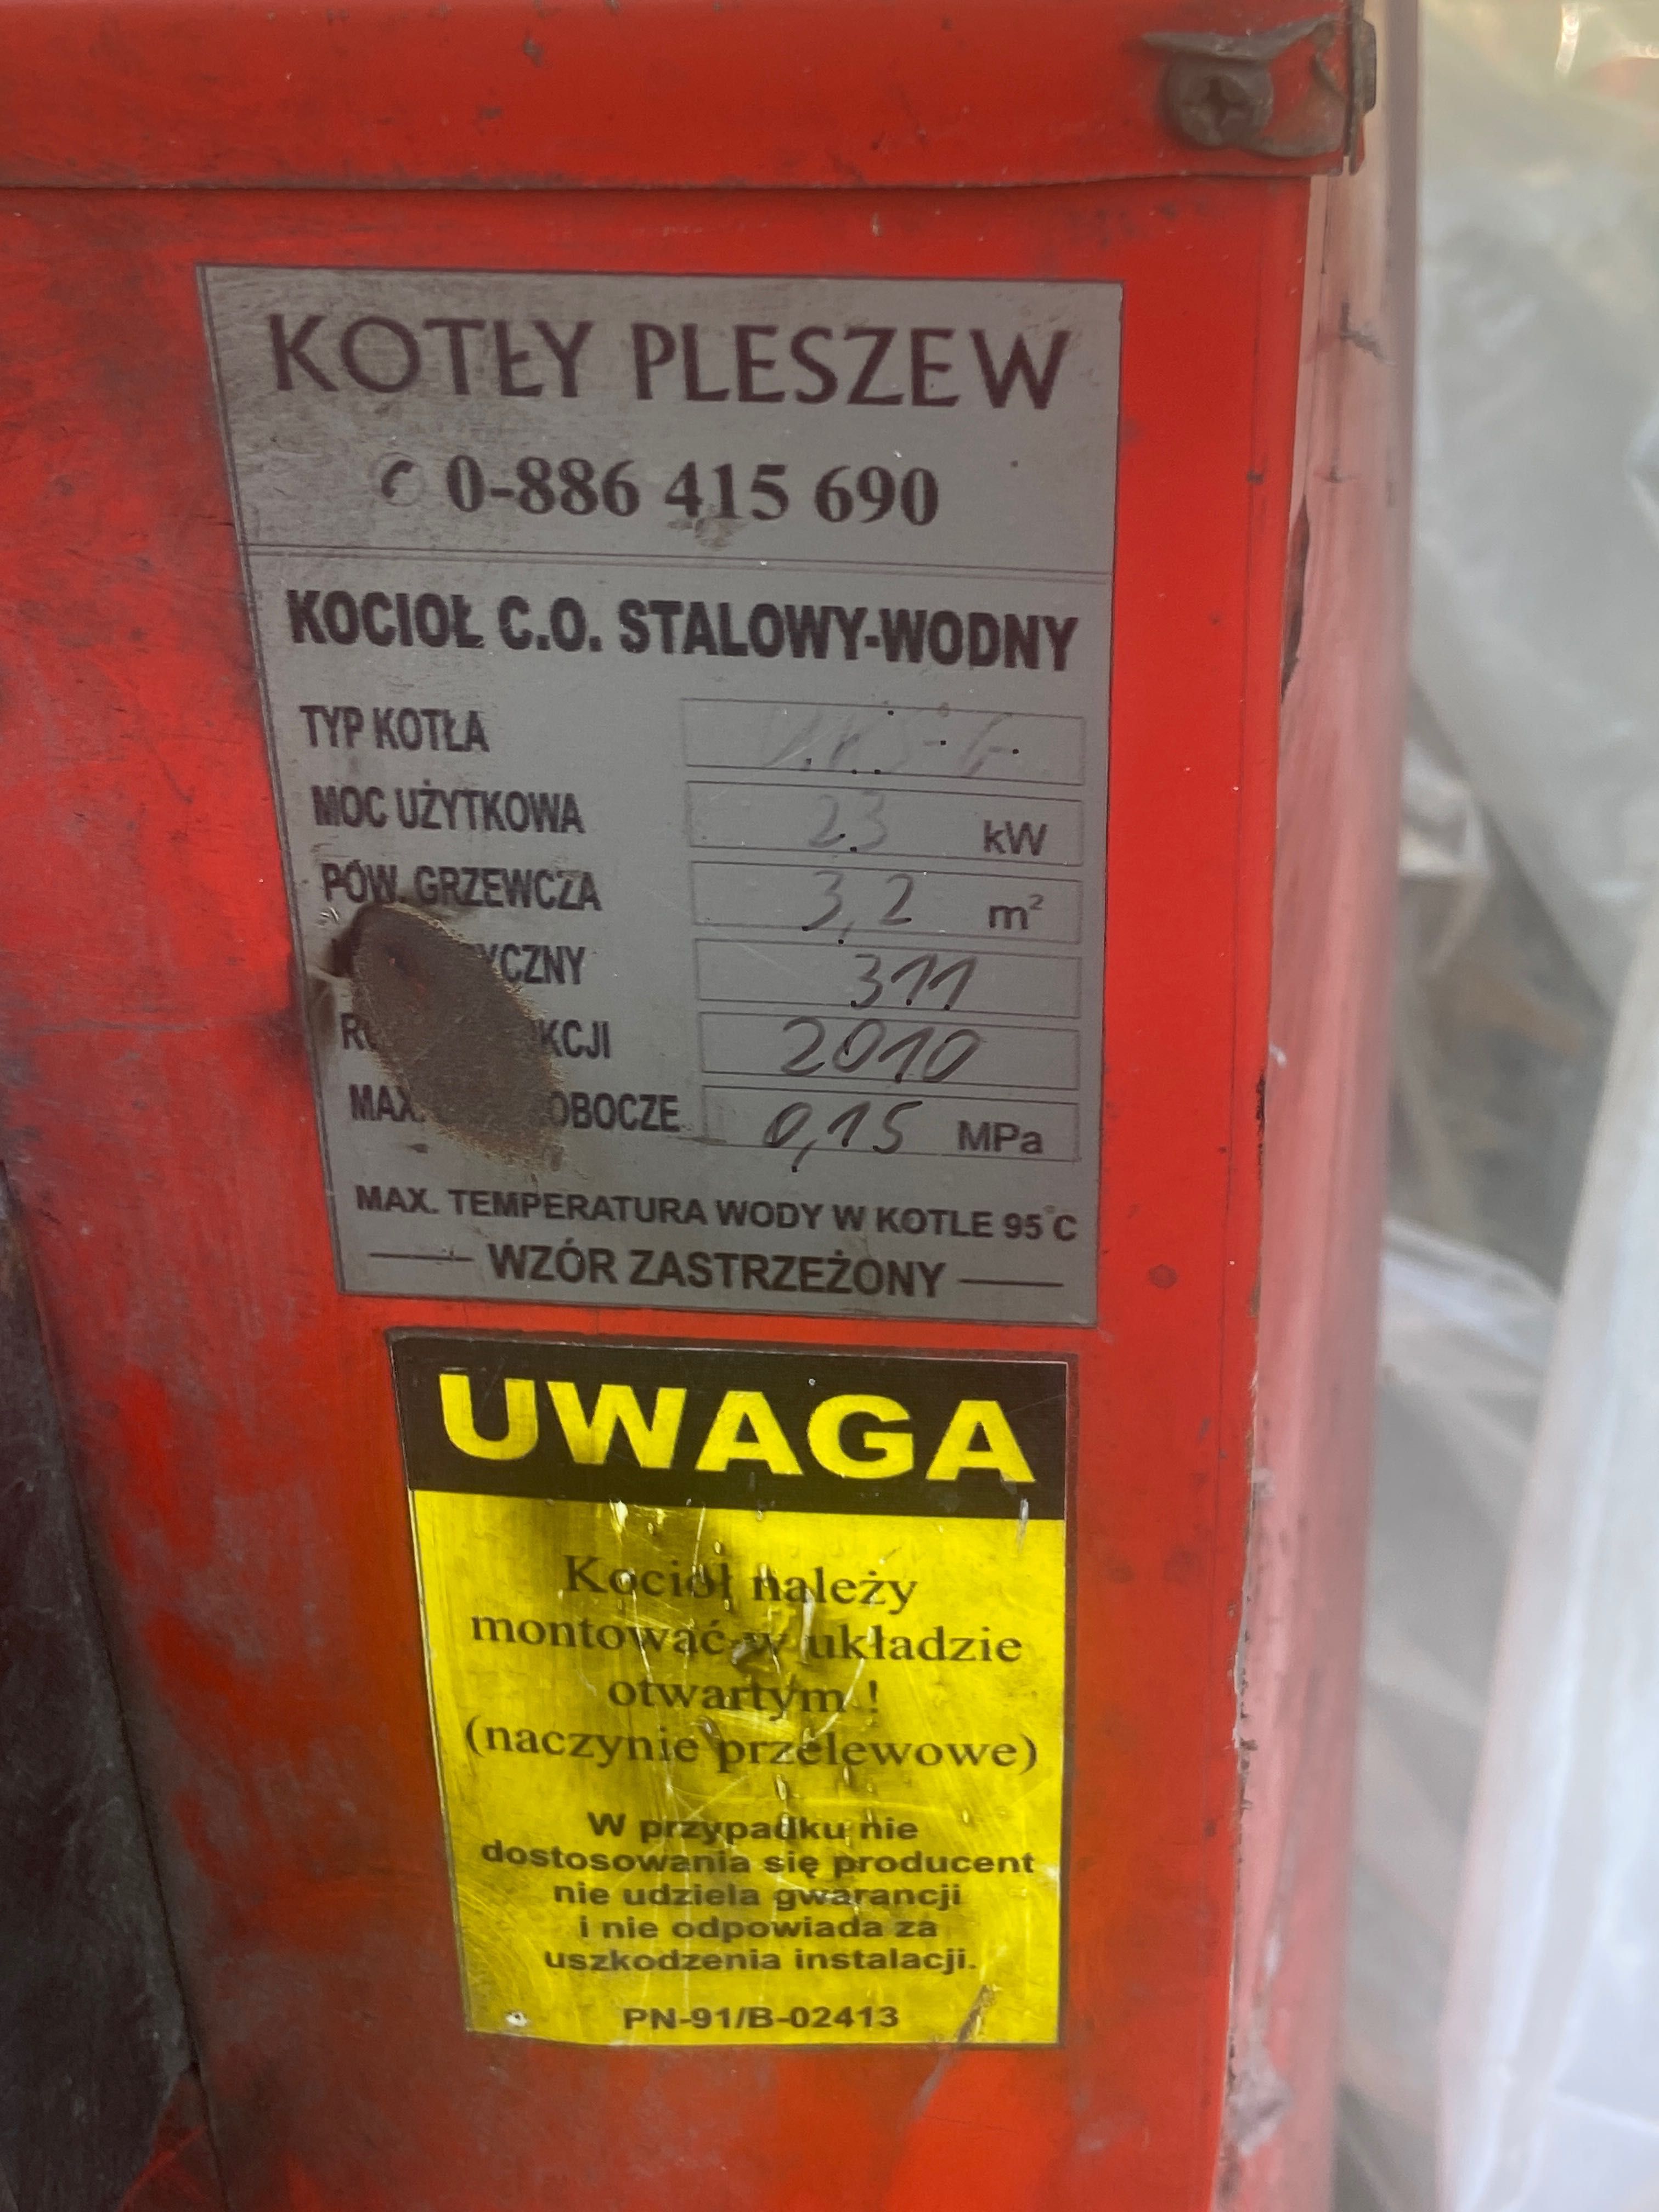 KOTŁY PLESZEW
0-886 415 690
KOCIOŁ C.O. STALOWY-WODNY
TYP KOTŁA
MOC UŻYTKOWA 23 kW
POW. GRZEWCZA 3,2 m²
311
2010
MAX. 0,15 MPa
MAX. TEMPERATURA WODY W KOTLE 95°C
WZÓR ZASTRZEŻONY
UWAGA
Kocioł należy
montować w układzie
otwartym !
(naczynie przelewowe)
W przypadku nie
dostosowania się producent
nie udziela gwarancji
i nie odpowiada za
uszkodzenia instalacji.
PN-91/B-02413